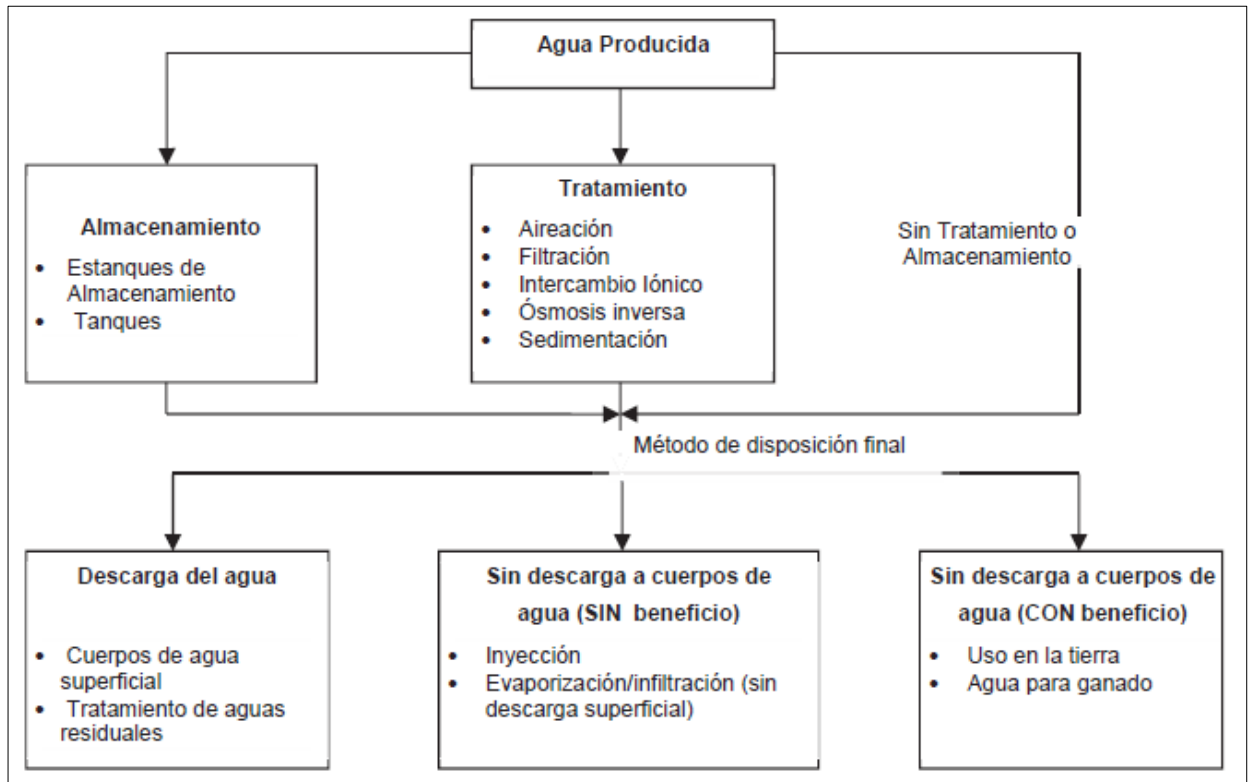 Agua Producida
Almacenamiento
• Estanques de
Almacenamiento
• Tanques
Tratamiento
• Aireación
• Filtración
• Intercambio Iónico
• Ósmosis inversa
• Sedimentación
Sin Tratamiento o
Almacenamiento
Método de disposición final
Descarga del agua
• Cuerpos de agua
superficial
• Tratamiento de aguas
residuales
Sin descarga a cuerpos de
agua (SIN beneficio)
• Inyección
• Evaporización/infiltración (sin
descarga superficial)
Sin descarga a cuerpos de
agua (CON beneficio)
• Uso en la tierra
• Agua para ganado